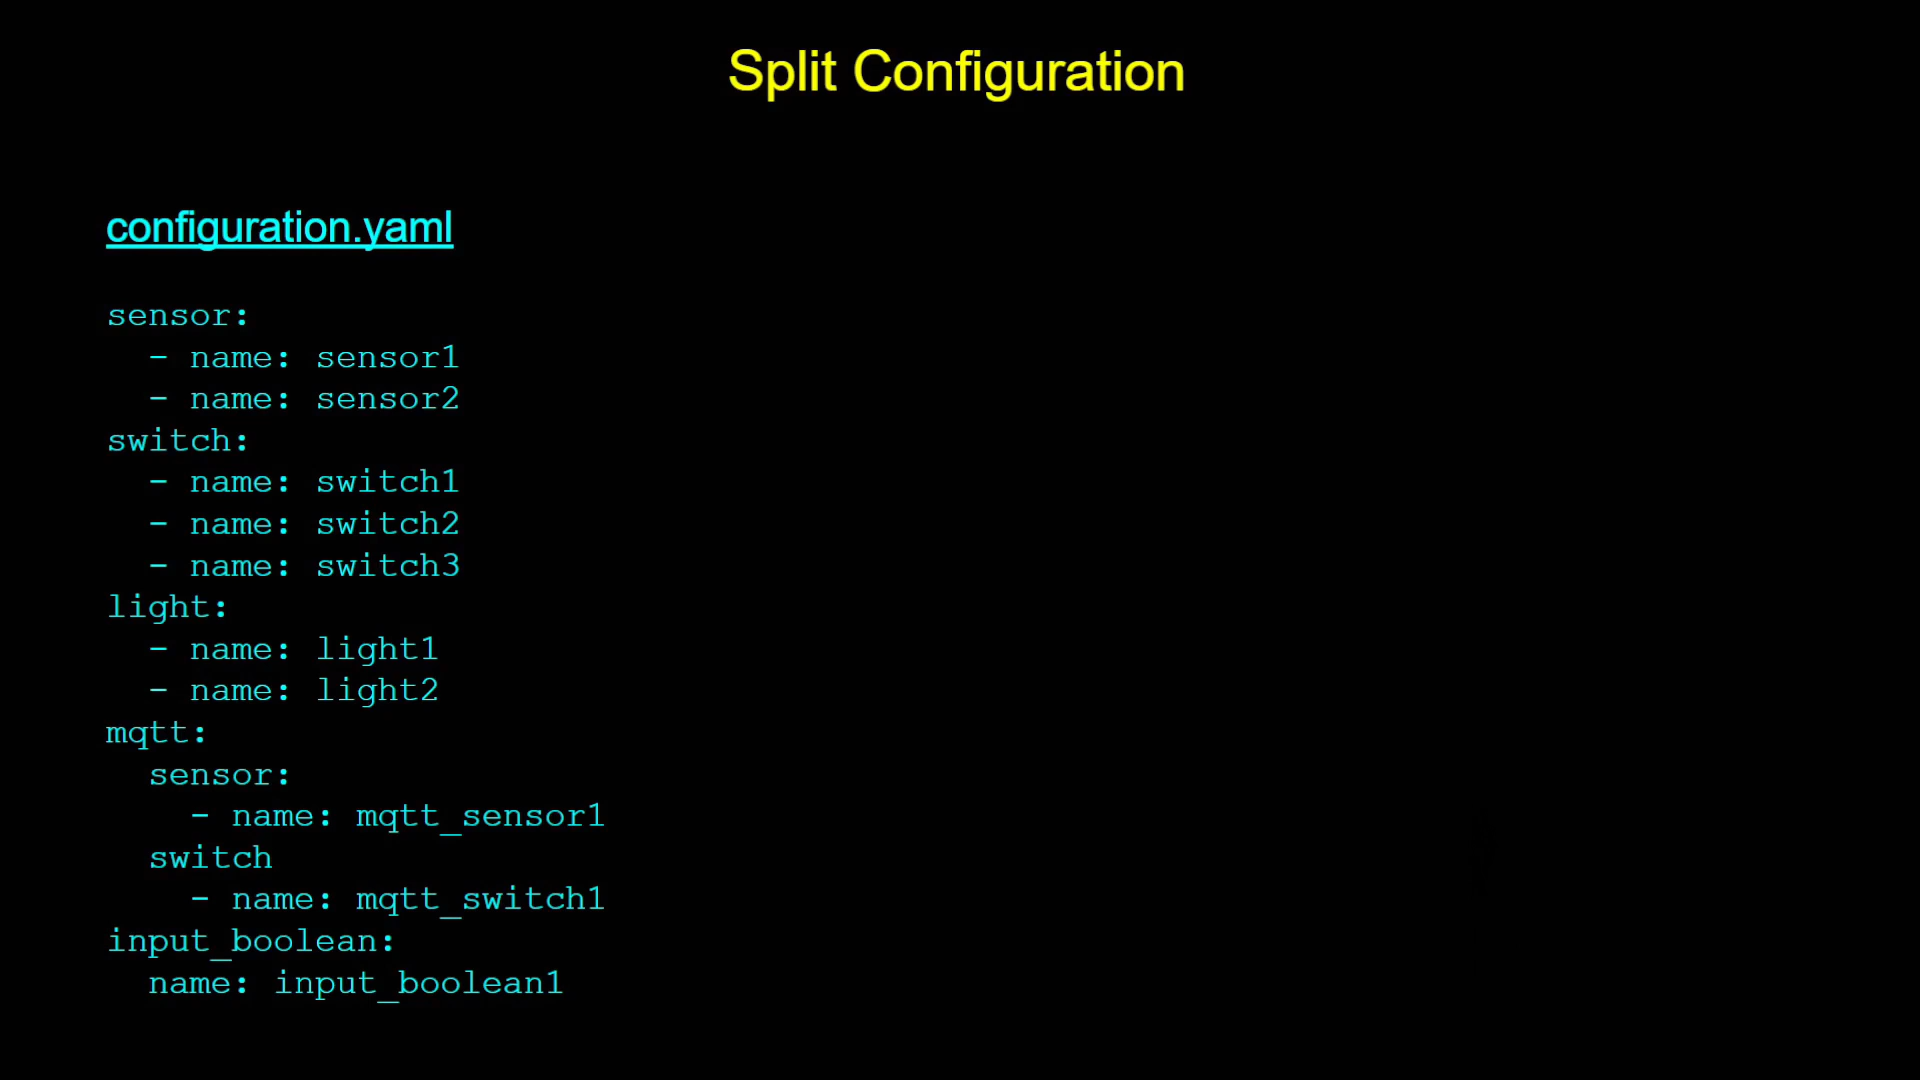 Split Configuration
configuration.yaml
sensor:
  - name: sensor1
  - name: sensor2
switch:
  - name: switch1
  - name: switch2
  - name: switch3
light:
  - name: light1
  - name: light2
mqtt:
  sensor:
    - name: mqtt_sensor1
  switch
    - name: mqtt_switch1
input_boolean:
  name: input_boolean1